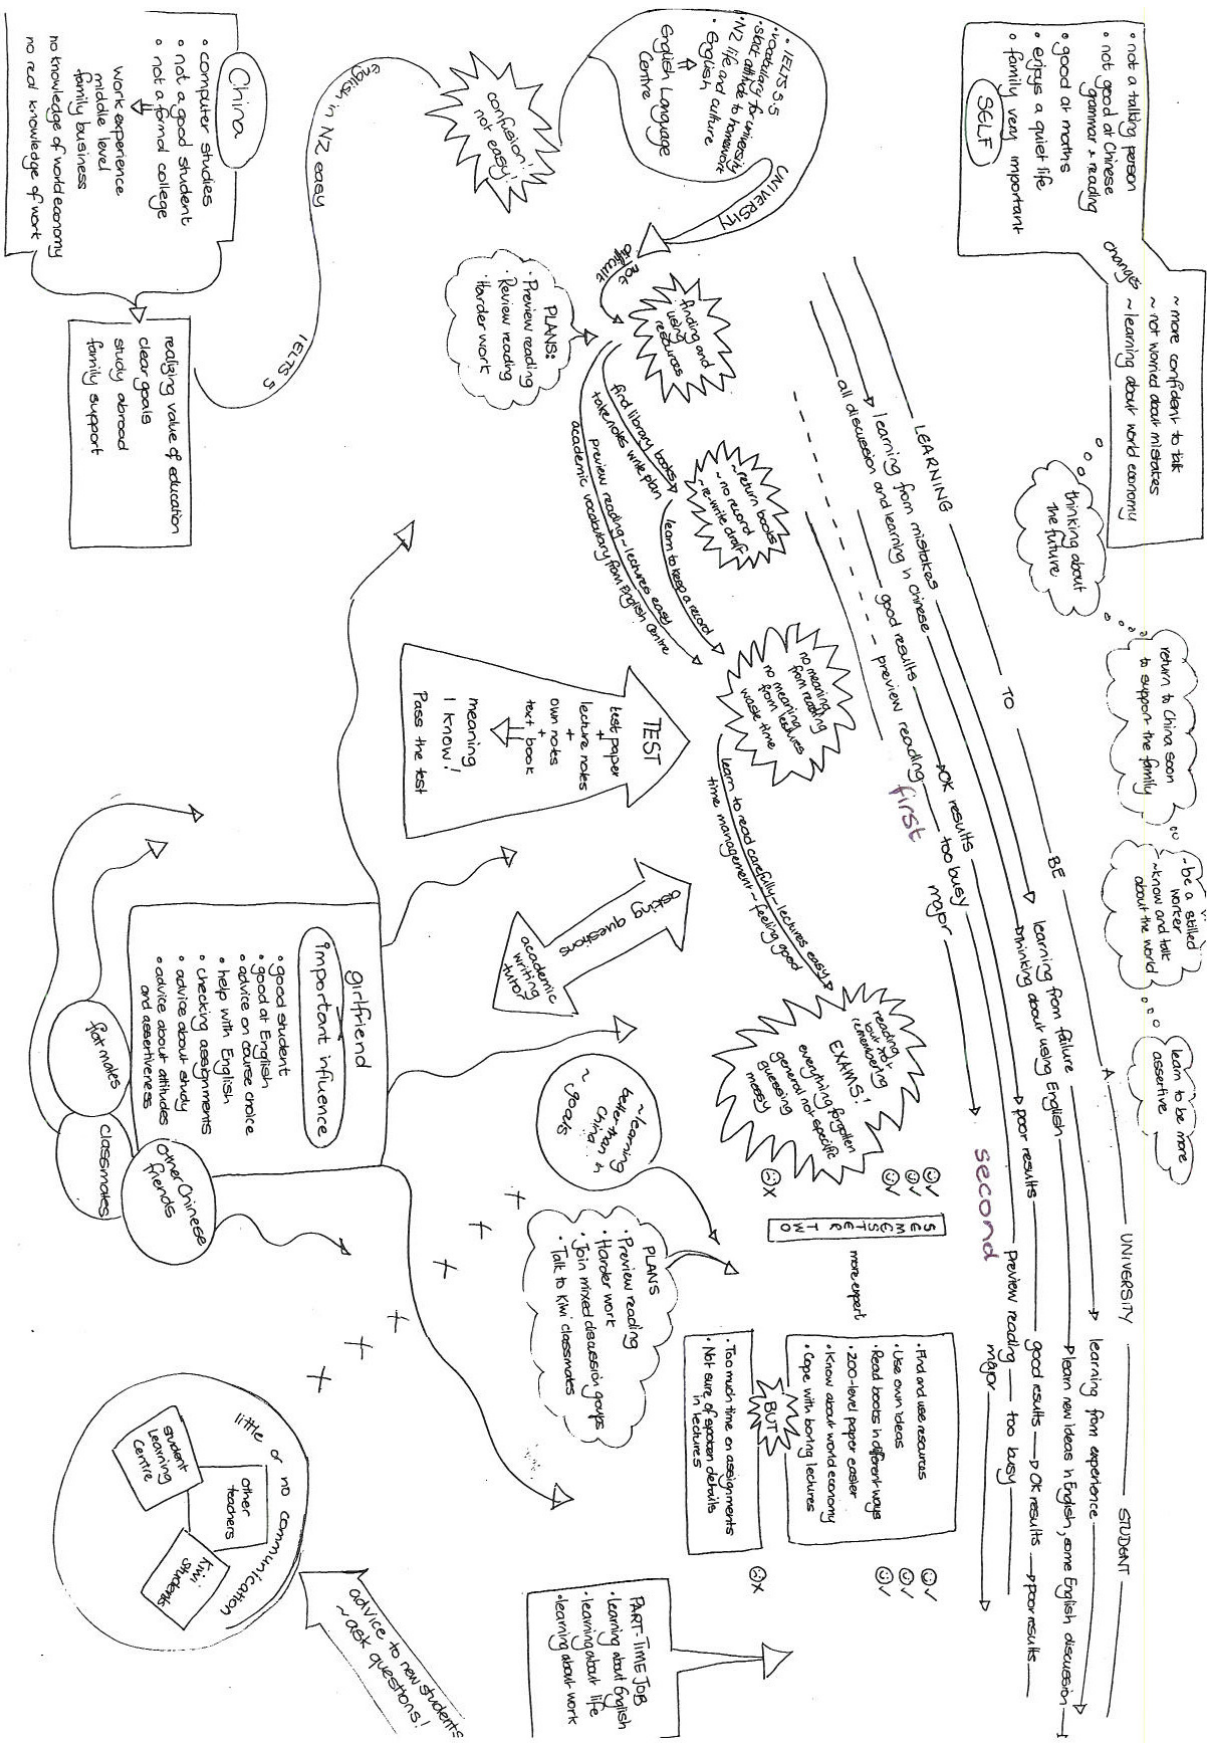 • not a talking person
• not good at Chinese
grammar + reading
• good at maths
• enjoys a quiet life
• family very important
SELF
changes
~ more confident to talk
~ not worried about mistakes
~ learning about world economy
thinking about
the future
return to China soon
to support the family
~ be a skilled
worker
~ know and talk
about the world
learn to be more
assertive
LEARNING TO BE A UNIVERSITY STUDENT
learning from mistakes
learning from failure
learning from experience
all discussion and learning in Chinese
thinking about using English
learn new ideas in English, some English discussion
good results
OK results
poor results
good results
OK results
poor results
preview reading
too busy
preview reading
too busy
first
major
second
major
• IELTS 5.5
• vocabulary for university
• slack attitude to homework
• NZ life and culture
• English
English Language
Centre
UNIVERSITY
confusion!
not easy!
english in NZ easy
IELTS 5
China
• computer studies
• not a good student
• not a formal college
work experience
middle level
family business
no knowledge of world economy
no real knowledge of work
realizing value of education
clear goals
study abroad
family support
not
difficult
finding and
using
resources
PLANS:
• Preview reading
• Review reading
• Harder work
find library books
take notes write plan
preview reading ~ lectures easy
academic vocabulary from English Centre
~ return books
~ no record
~ re-write draft
learn to keep a record
no meaning
from reading
no meaning
from lectures
waste time
learn to read carefully ~ lectures easy
time management ~ feeling good
reading
but not
remembering
EXAMS!
everything forgotten
general not specific
guessing
messy
SEMESTER TWO
more expert
• Find and use resources
• Use own ideas
• Read books in different ways
• 200-level paper easier
• Know about world economy
• Cope with boring lectures
BUT
• Too much time on assignments
• Not sure of spoken details
in lectures
TEST
test paper
+
lecture notes
+
own notes
+
text book
meaning
I know!
Pass the test
asking questions
academic
writing
tutor
~ learning
better than in
China
~ goals
PLANS
• Preview reading
• Harder work
• Join mixed discussion groups
• Talk to Kiwi classmates
PART-TIME JOB
• learning about English
• learning about life
• learning about work
girlfriend
important influence
• good student
• good at English
• advice on course choice
• help with English
• checking assignments
• advice about study
• advice about attitudes
and assertiveness
flat mates
classmates
Other Chinese
friends
little or no communication
Student
Learning
Centre
other
teachers
Kiwi
students
advice to new students
~ ask questions!